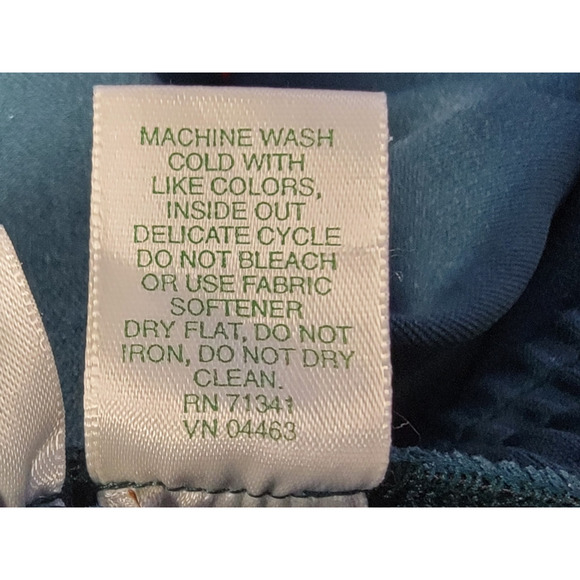 MACHINE WASH
COLD WITH
LIKE COLORS,
INSIDE OUT
DELICATE CYCLE
DO NOT BLEACH
OR USE FABRIC
SOFTENER
DRY FLAT, DO NOT
IRON, DO NOT DRY
CLEAN.
RN 71341
VN 04463